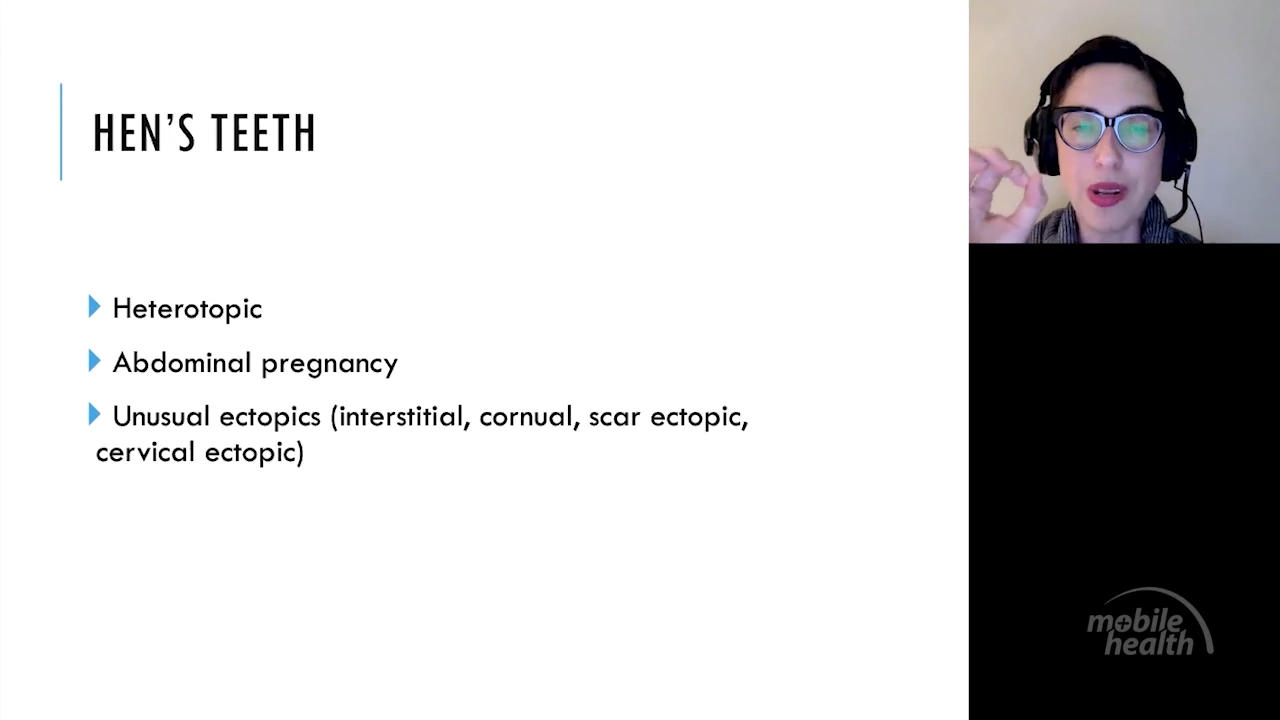 HEN'S TEETH
Heterotopic
Abdominal pregnancy
Unusual ectopics (interstitial, cornual, scar ectopic,
cervical ectopic)
mobile
health